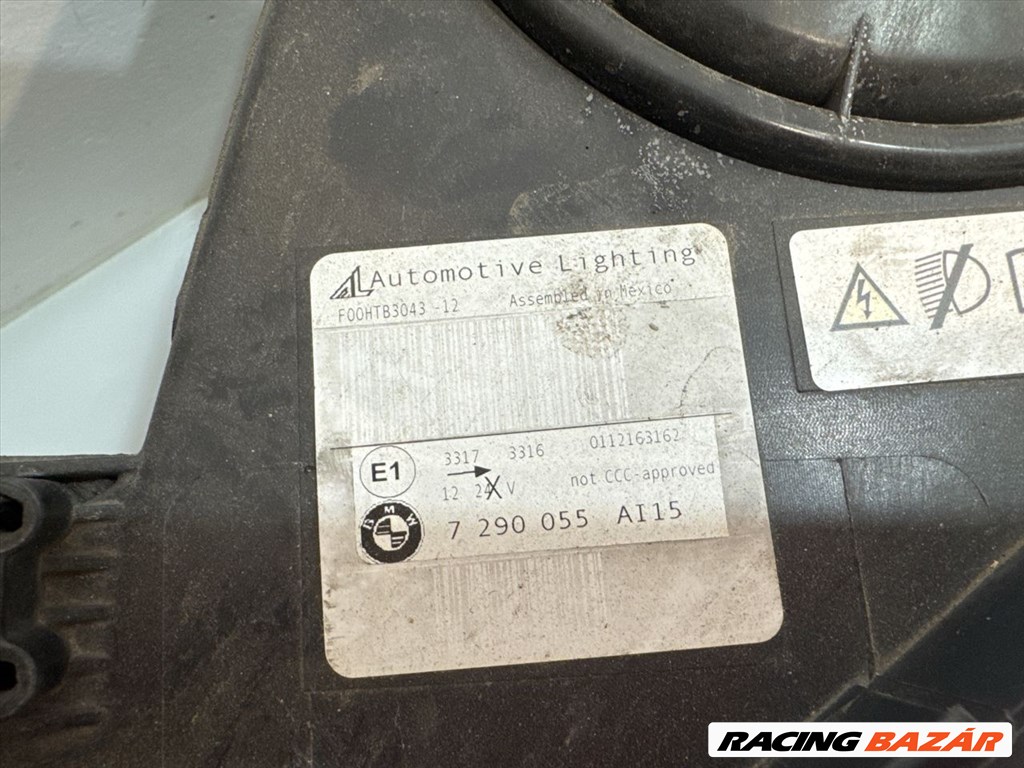 AL Automotive Lighting
F00HTB3043 -12 Assembled in Mexico
E1 3317 3316 0112163162
12 24 V not CCC-approved
BMW 7 290 055 AI15
RACING BAZÁR